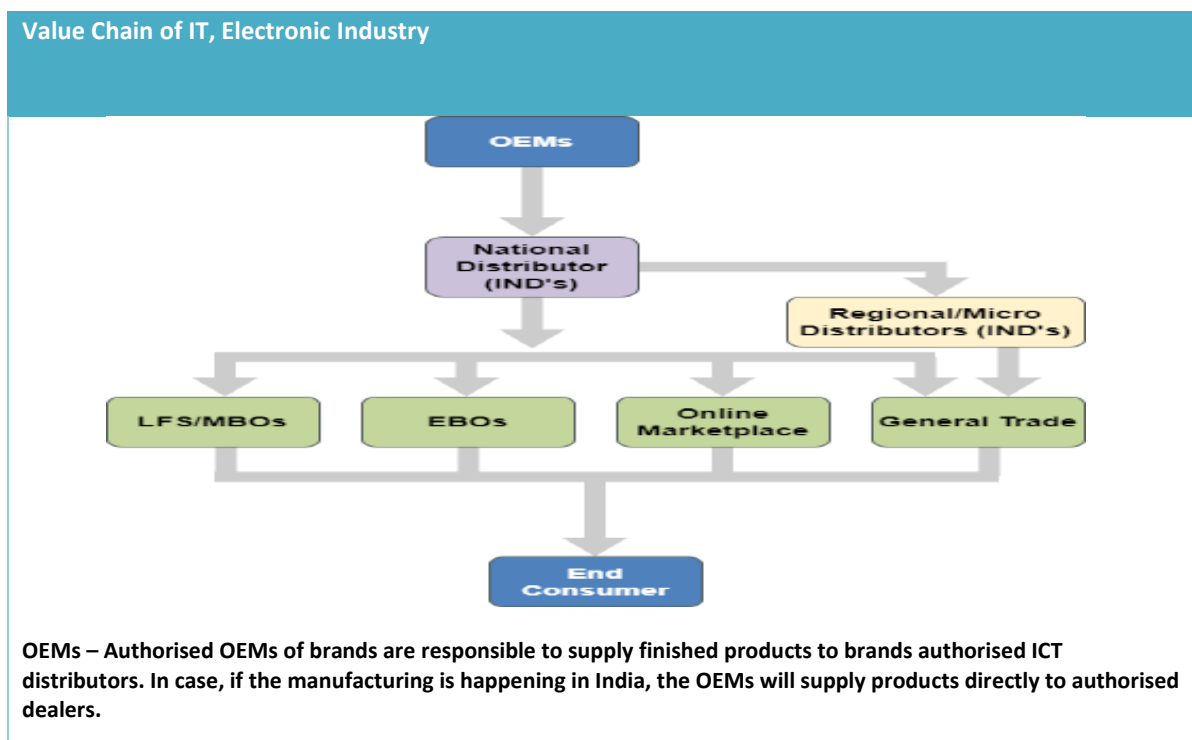 Value Chain of IT, Electronic Industry
OEMs
National
Distributor
(IND's)
Regional/Micro
Distributors (IND's)
LFS/MBOs
EBOs
Online
Marketplace
General Trade
End
Consumer
OEMs – Authorised OEMs of brands are responsible to supply finished products to brands authorised ICT
distributors. In case, if the manufacturing is happening in India, the OEMs will supply products directly to authorised
dealers.